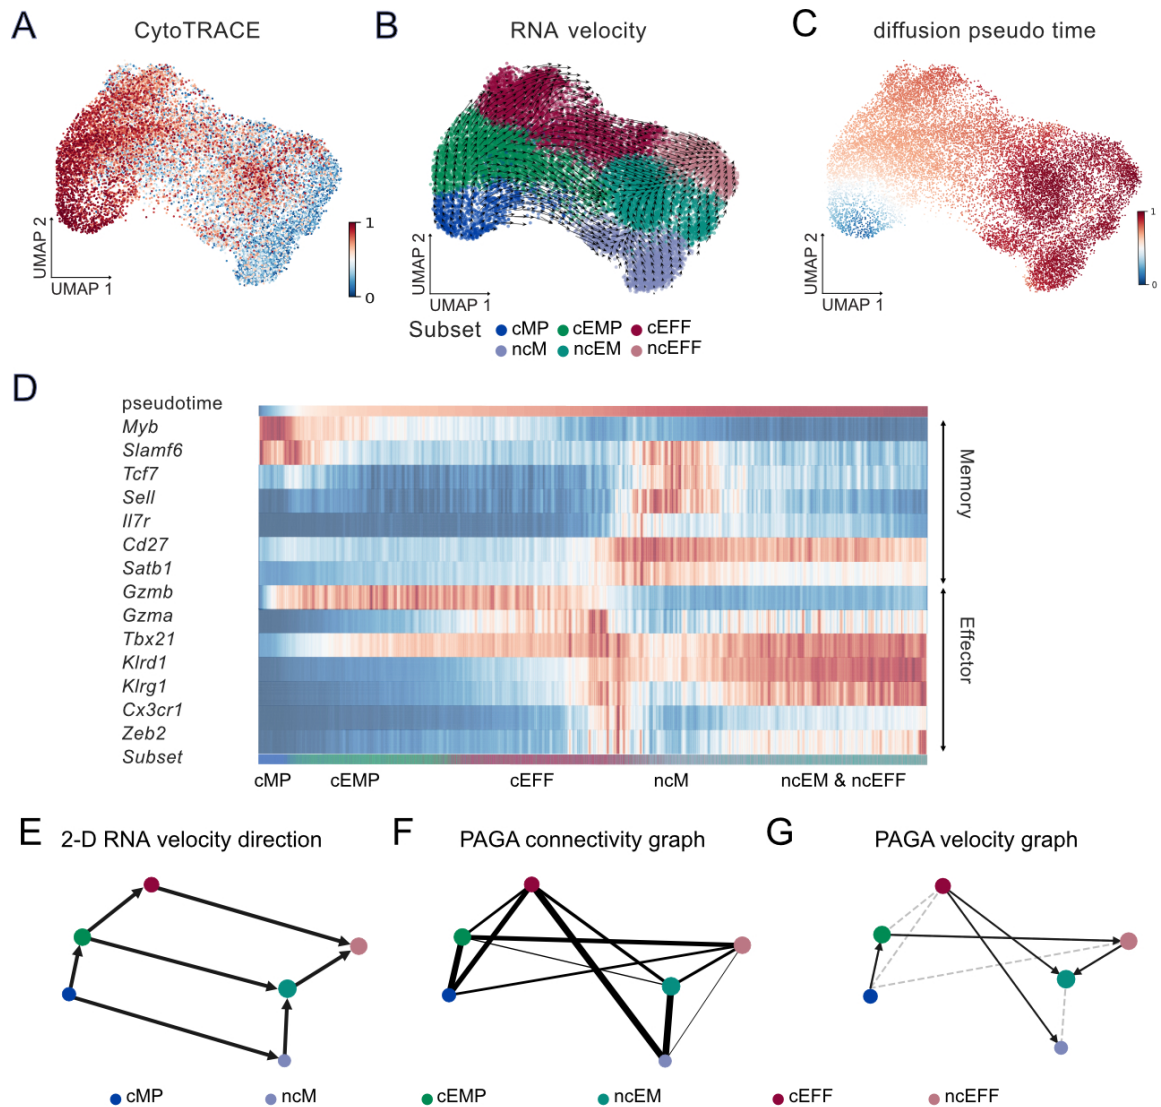 A CytoTRACE
B RNA velocity
C diffusion pseudo time
UMAP 2
UMAP 1
1
0
UMAP 2
UMAP 1
UMAP 2
UMAP 1
1
0
Subset cMP cEMP cEFF
ncM ncEM ncEFF
D
pseudotime
Myb
Slamf6
Tcf7
Sell
Il7r
Cd27
Satb1
Gzmb
Gzma
Tbx21
Klrd1
Klrg1
Cx3cr1
Zeb2
Subset
Memory
Effector
cMP cEMP cEFF ncM ncEM & ncEFF
E 2-D RNA velocity direction
F PAGA connectivity graph
G PAGA velocity graph
cMP ncM cEMP ncEM cEFF ncEFF